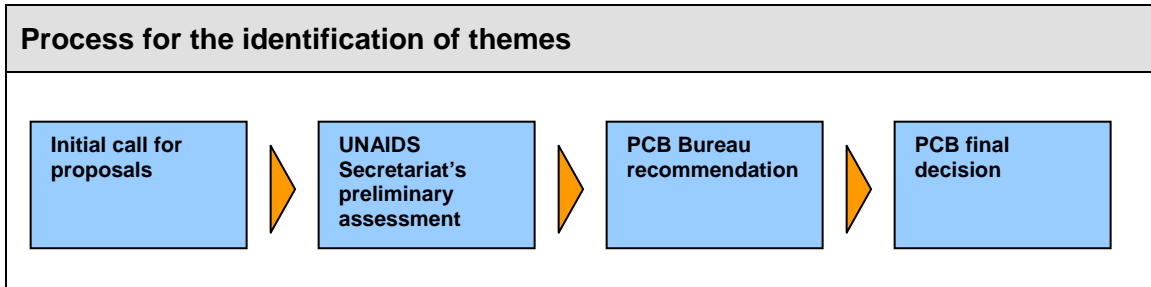 Process for the identification of themes
Initial call for
proposals
UNAIDS
Secretariat's
preliminary
assessment
PCB Bureau
recommendation
PCB final
decision